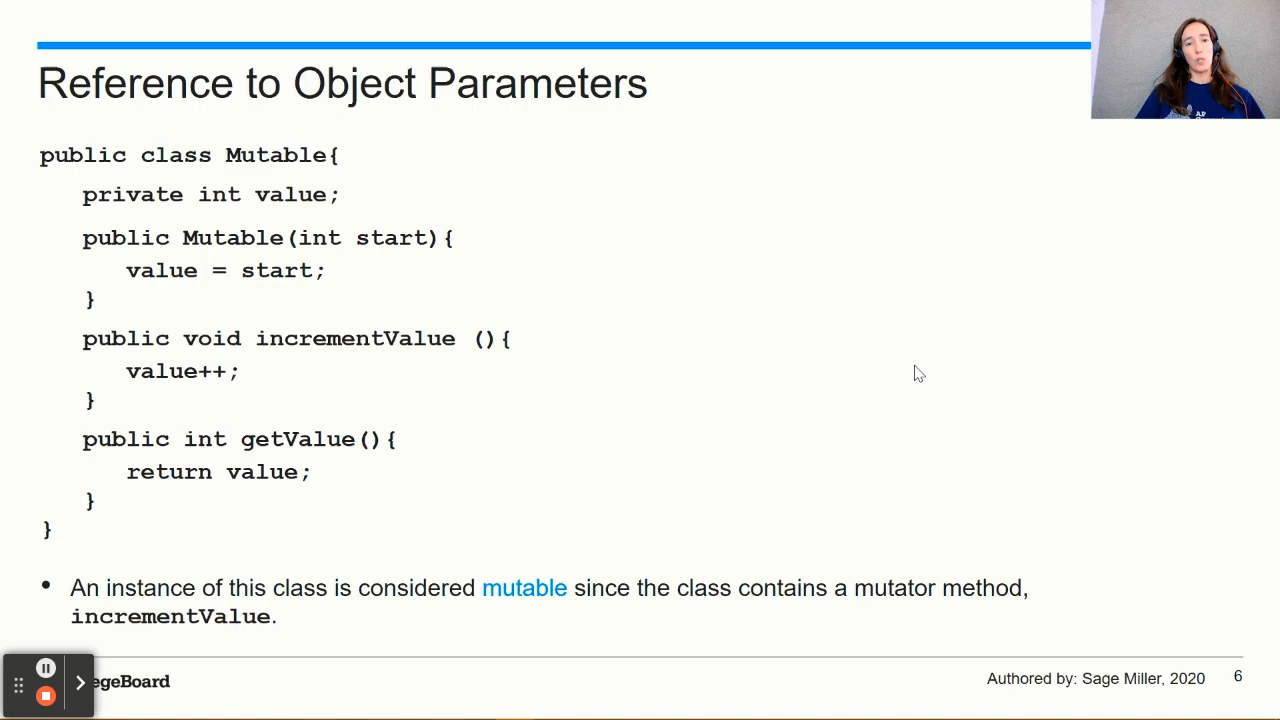 Reference to Object Parameters
public class Mutable{
private int value;
public Mutable(int start){
value = start;
}
public void incrementValue (){
value++;
}
public int getValue(){
return value;
}
}
• An instance of this class is considered mutable since the class contains a mutator method,
incrementValue.
egeBoard
Authored by: Sage Miller, 2020
6
AP